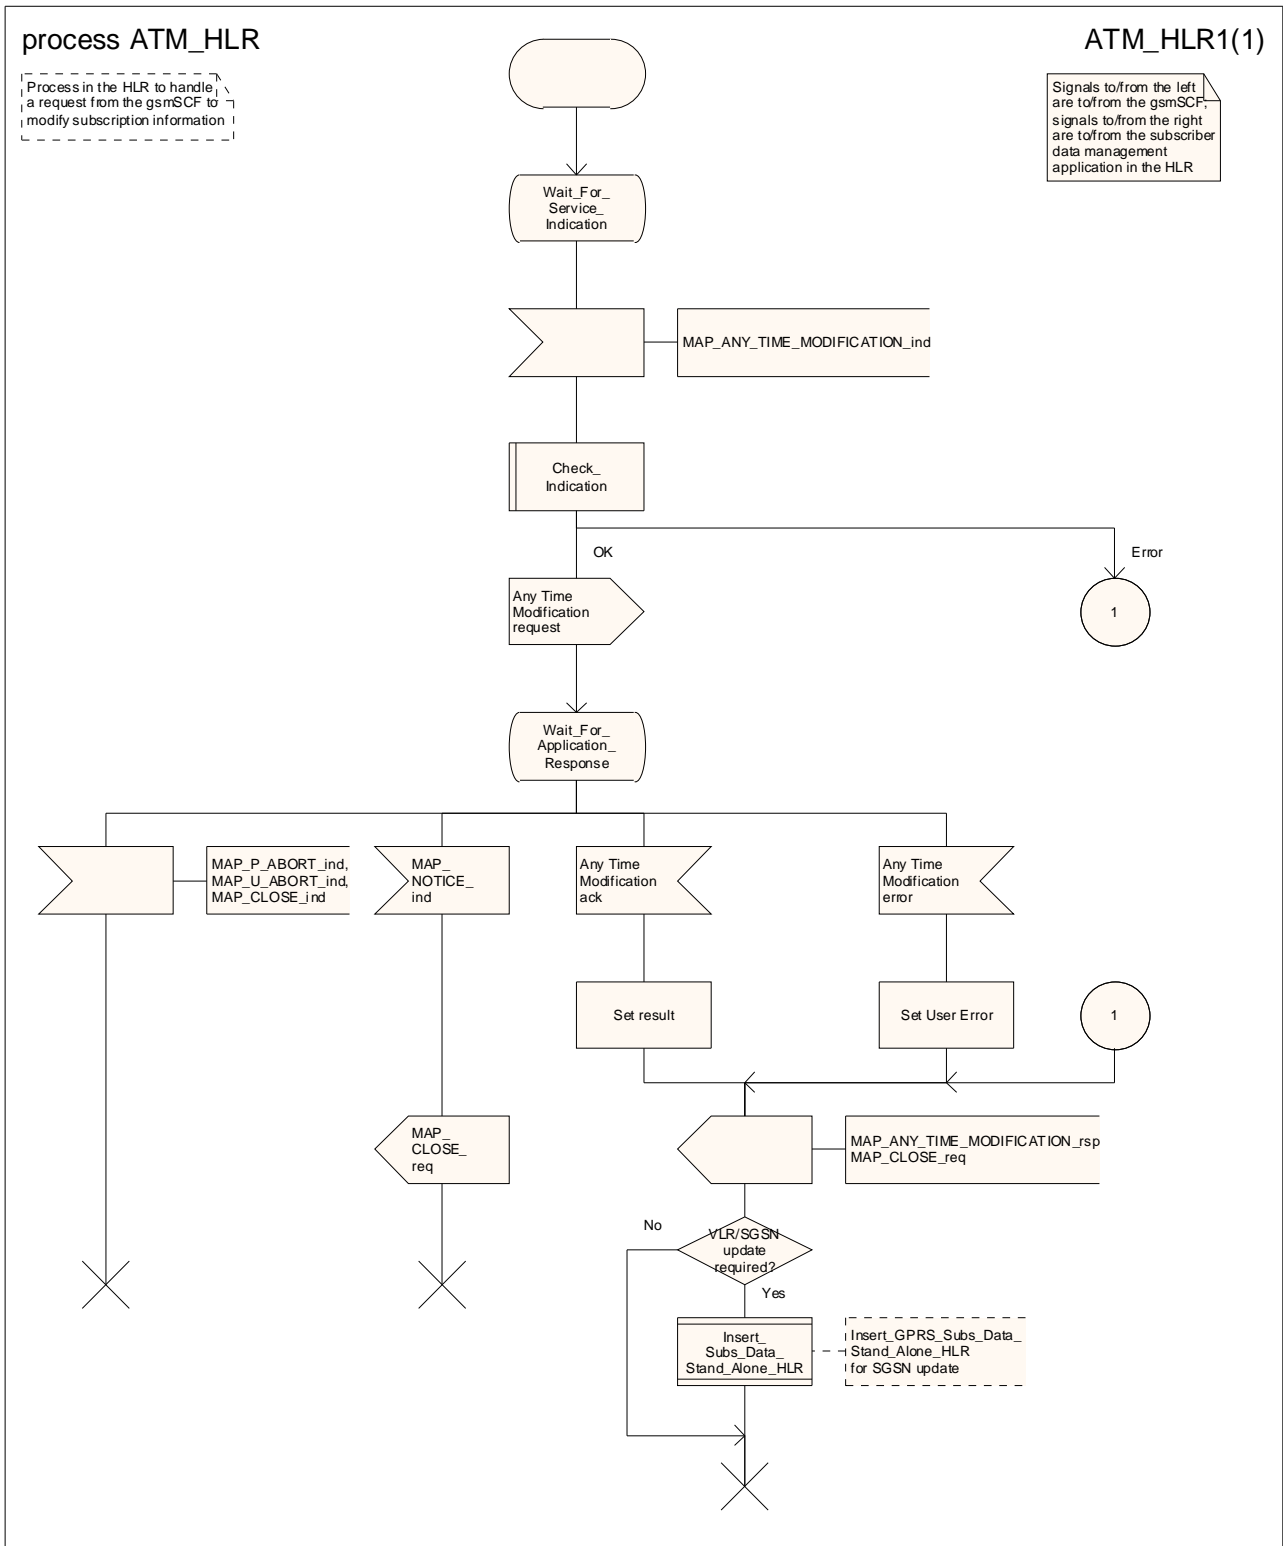 process ATM_HLR
ATM_HLR1(1)
Process in the HLR to handle
a request from the gsmSCF to
modify subscription information
Signals to/from the left
are to/from the gsmSCF;
signals to/from the right
are to/from the subscriber
data management
application in the HLR
Wait_For_
Service_
Indication
MAP_ANY_TIME_MODIFICATION_ind
Check_
Indication
OK
Error
Any Time
Modification
request
1
Wait_For_
Application_
Response
MAP_P_ABORT_ind,
MAP_U_ABORT_ind,
MAP_CLOSE_ind
MAP_
NOTICE_
ind
Any Time
Modification
ack
Any Time
Modification
error
Set result
Set User Error
1
MAP_
CLOSE_
req
MAP_ANY_TIME_MODIFICATION_rsp
MAP_CLOSE_req
No
VLR/SGSN
update
required?
Yes
Insert_
Subs_Data_
Stand_Alone_HLR
Insert_GPRS_Subs_Data_
Stand_Alone_HLR
for SGSN update